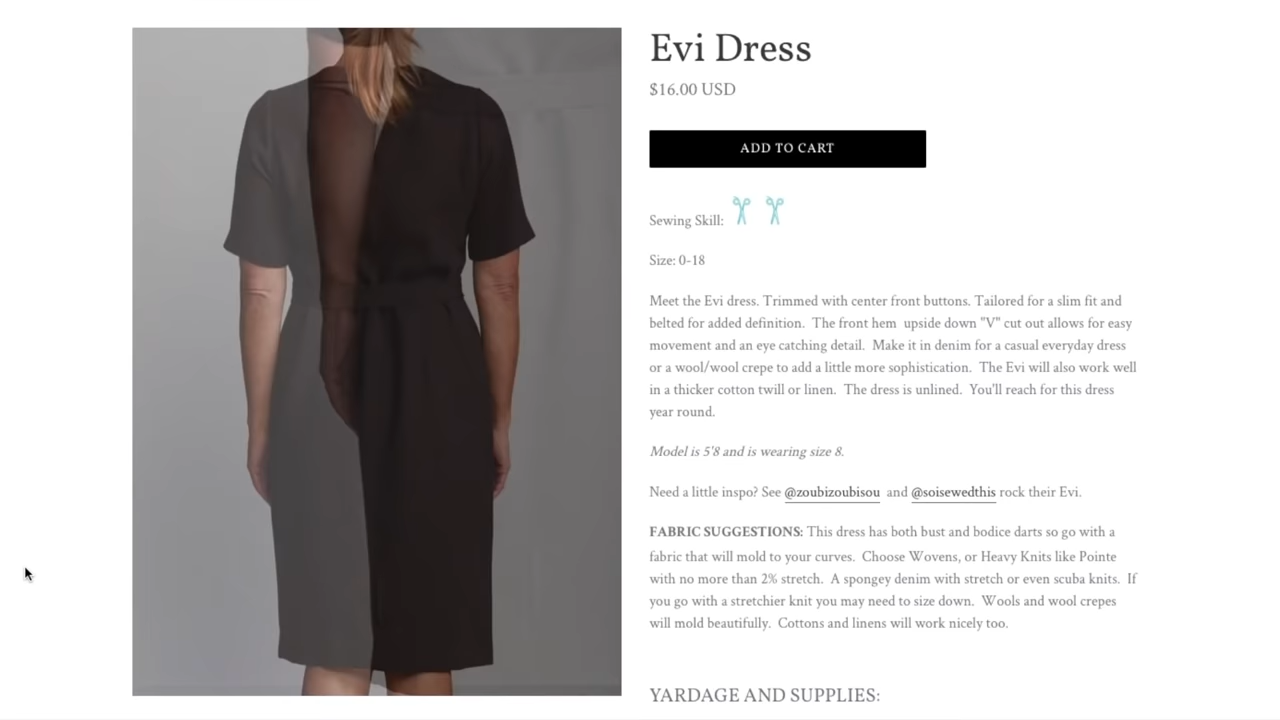 Evi Dress
$16.00 USD
ADD TO CART
Sewing Skill:
Size: 0-18
Meet the Evi dress. Trimmed with center front buttons. Tailored for a slim fit and
belted for added definition.  The front hem  upside down "V" cut out allows for easy
movement and an eye catching detail.  Make it in denim for a casual everyday dress
or a wool/wool crepe to add a little more sophistication.  The Evi will also work well
in a thicker cotton twill or linen.  The dress is unlined.  You'll reach for this dress
year round.
Model is 5'8 and is wearing size 8.
Need a little inspo? See @zoubizoubisou  and @soisewedthis rock their Evi.
FABRIC SUGGESTIONS: This dress has both bust and bodice darts so go with a
fabric that will mold to your curves.  Choose Wovens, or Heavy Knits like Pointe
with no more than 2% stretch.  A spongey denim with stretch or even scuba knits.  If
you go with a stretchier knit you may need to size down.  Wools and wool crepes
will mold beautifully.  Cottons and linens will work nicely too.
YARDAGE AND SUPPLIES: